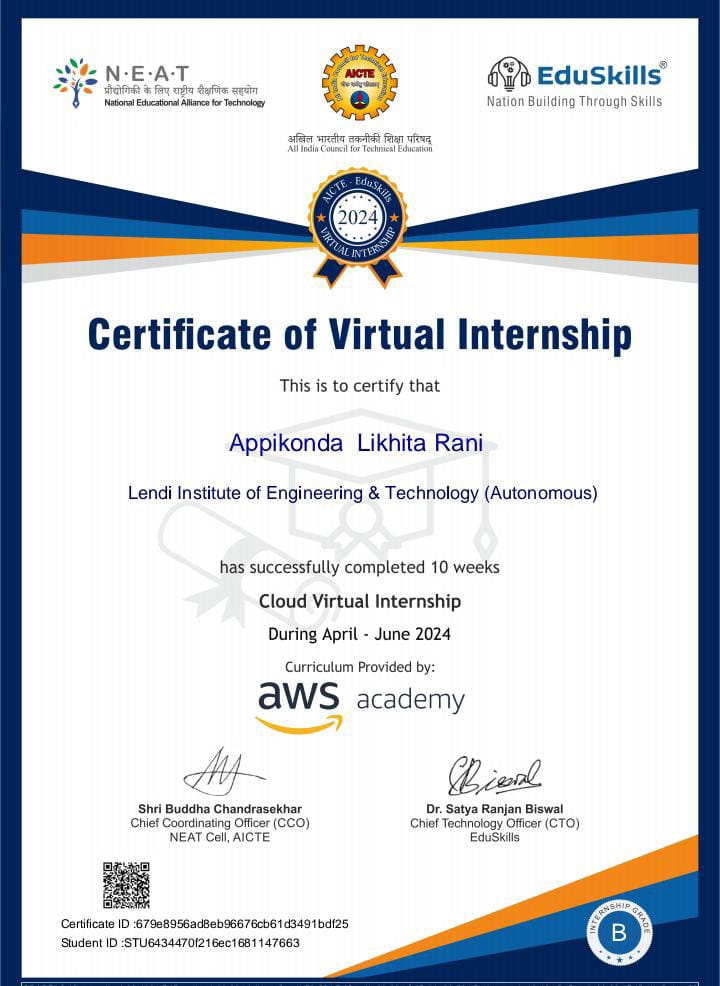 N·E·A·T
प्रौद्योगिकी के लिए राष्ट्रीय शैक्षणिक सहयोग
National Educational Alliance for Technology
AICTE
अखिल भारतीय तकनीकी शिक्षा परिषद्
All India Council for Technical Education
EduSkills®
Nation Building Through Skills
AICTE - EduSkills
2024
VIRTUAL INTERNSHIP
Certificate of Virtual Internship
This is to certify that
Appikonda Likhita Rani
Lendi Institute of Engineering & Technology (Autonomous)
has successfully completed 10 weeks
Cloud Virtual Internship
During April - June 2024
Curriculum Provided by:
aws academy
Shri Buddha Chandrasekhar
Chief Coordinating Officer (CCO)
NEAT Cell, AICTE
Dr. Satya Ranjan Biswal
Chief Technology Officer (CTO)
EduSkills
Certificate ID :679e8956ad8eb96676cb61d3491bdf25
Student ID :STU6434470f216ec1681147663
INTERNSHIP GRADE
B